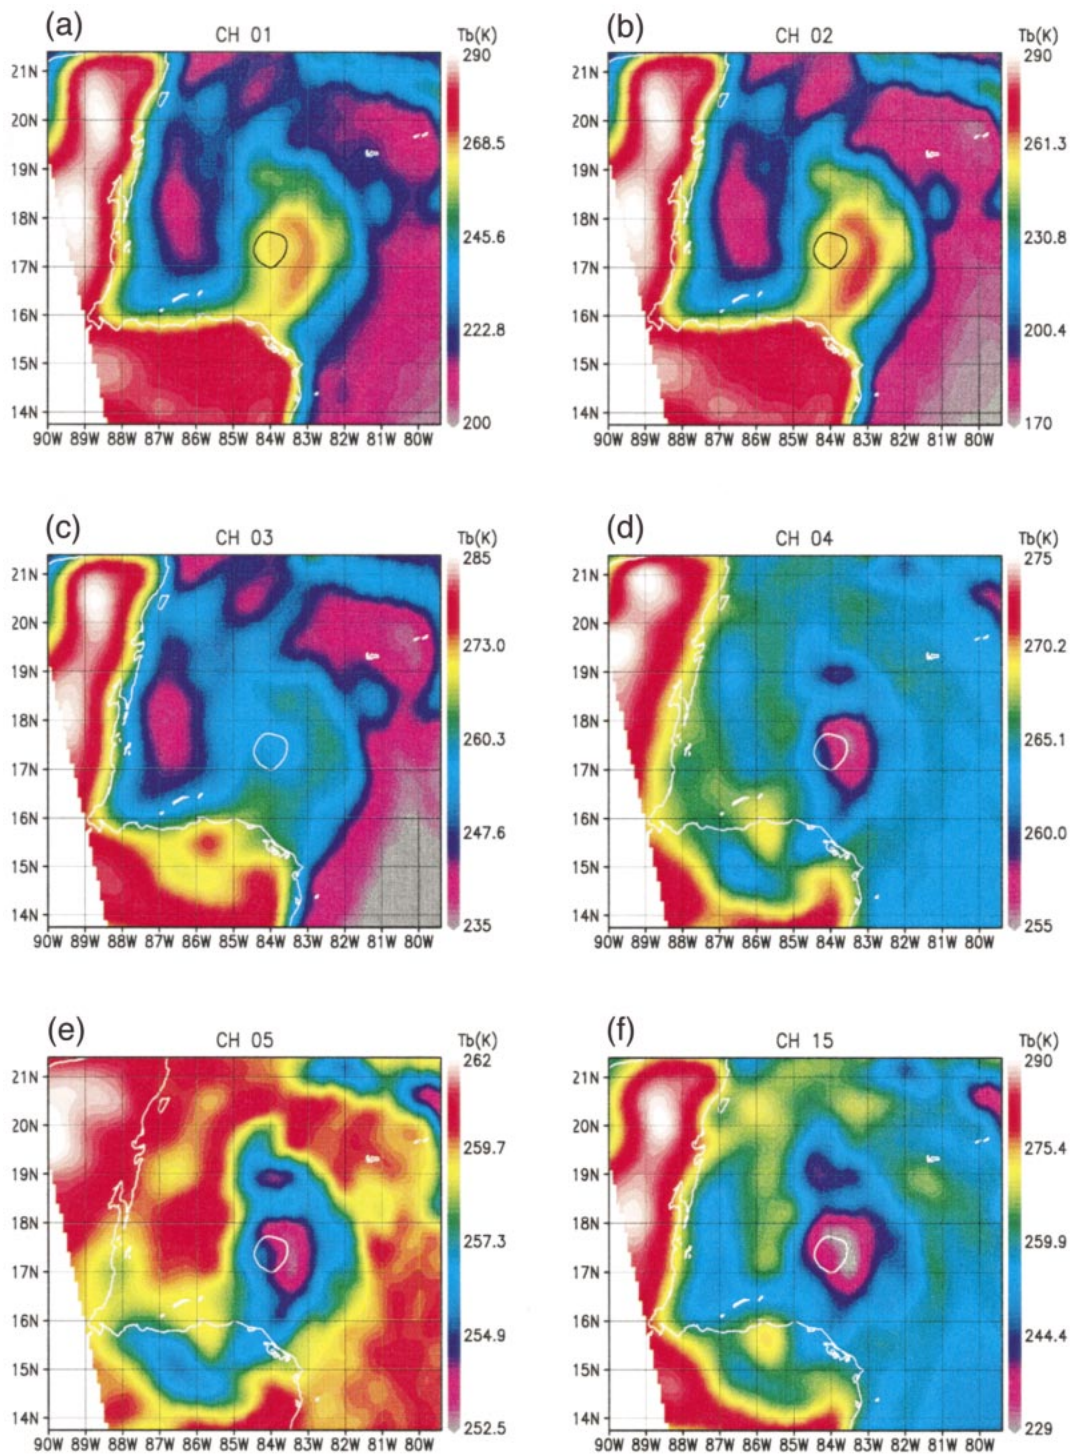 (a) CH 01 Tb(K)
21N 20N 19N 18N 17N 16N 15N 14N
90W 89W 88W 87W 86W 85W 84W 83W 82W 81W 80W
290 268.5 245.6 222.8 200
(b) CH 02 Tb(K)
21N 20N 19N 18N 17N 16N 15N 14N
90W 89W 88W 87W 86W 85W 84W 83W 82W 81W 80W
290 261.3 230.8 200.4 170
(c) CH 03 Tb(K)
21N 20N 19N 18N 17N 16N 15N 14N
90W 89W 88W 87W 86W 85W 84W 83W 82W 81W 80W
285 273.0 260.3 247.6 235
(d) CH 04 Tb(K)
21N 20N 19N 18N 17N 16N 15N 14N
90W 89W 88W 87W 86W 85W 84W 83W 82W 81W 80W
275 270.2 265.1 260.0 255
(e) CH 05 Tb(K)
21N 20N 19N 18N 17N 16N 15N 14N
90W 89W 88W 87W 86W 85W 84W 83W 82W 81W 80W
262 259.7 257.3 254.9 252.5
(f) CH 15 Tb(K)
21N 20N 19N 18N 17N 16N 15N 14N
90W 89W 88W 87W 86W 85W 84W 83W 82W 81W 80W
290 275.4 259.9 244.4 229